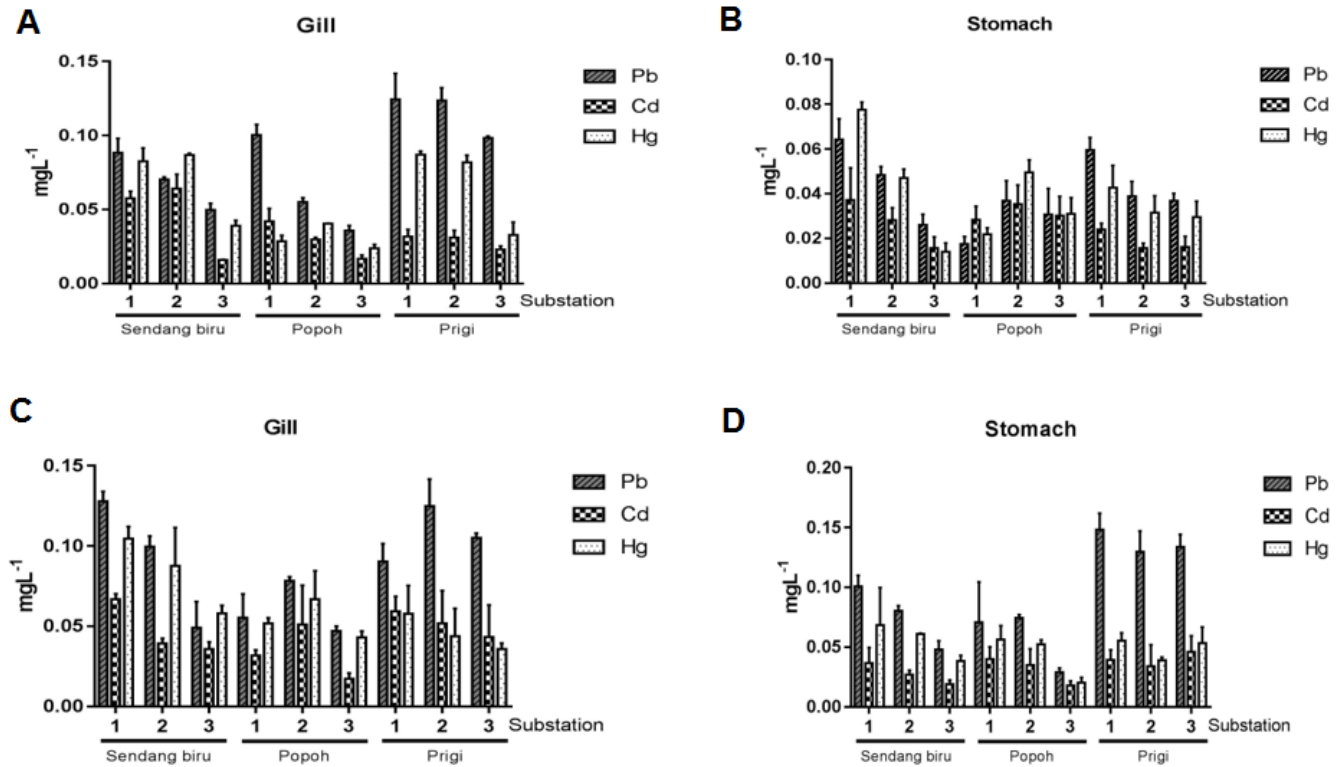 A
Gill
0.15
0.10
0.05
0.00
mgL-1
Pb
Cd
Hg
1 2 3 1 2 3 1 2 3 Substation
Sendang biru Popoh Prigi
B
Stomach
0.10
0.08
0.06
0.04
0.02
0.00
mgL-1
Pb
Cd
Hg
1 2 3 1 2 3 1 2 3 Substation
Sendang biru Popoh Prigi
C
Gill
0.15
0.10
0.05
0.00
mgL-1
Pb
Cd
Hg
1 2 3 1 2 3 1 2 3 Substation
Sendang biru Popoh Prigi
D
Stomach
0.20
0.15
0.10
0.05
0.00
mgL-1
Pb
Cd
Hg
1 2 3 1 2 3 1 2 3 Substation
Sendang biru Popoh Prigi